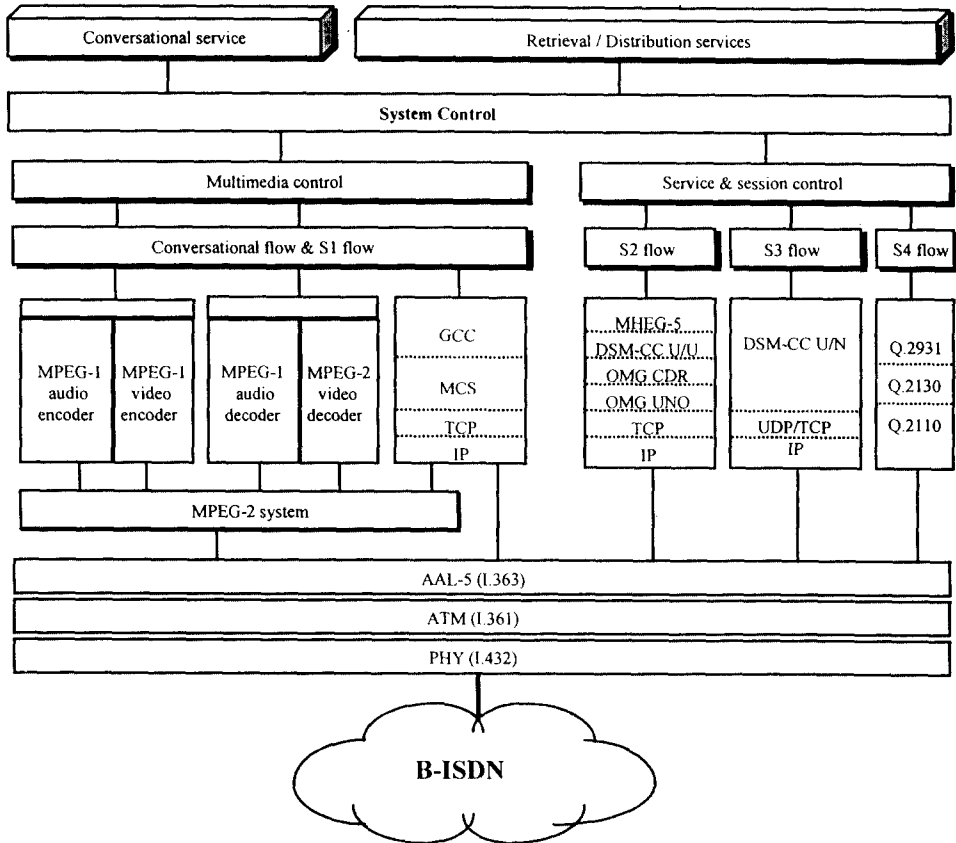 Conversational service
Retrieval / Distribution services
System Control
Multimedia control
Service & session control
Conversational flow & S1 flow
S2 flow
S3 flow
S4 flow
MPEG-1
audio
encoder
MPEG-1
video
encoder
MPEG-1
audio
decoder
MPEG-2
video
decoder
GCC
MCS
TCP
IP
MHEG-5
DSM-CC U/U
OMG CDR
OMG UNO
TCP
IP
DSM-CC U/N
UDP/TCP
IP
Q.2931
Q.2130
Q.2110
MPEG-2 system
AAL-5 (I.363)
ATM (I.361)
PHY (I.432)
B-ISDN